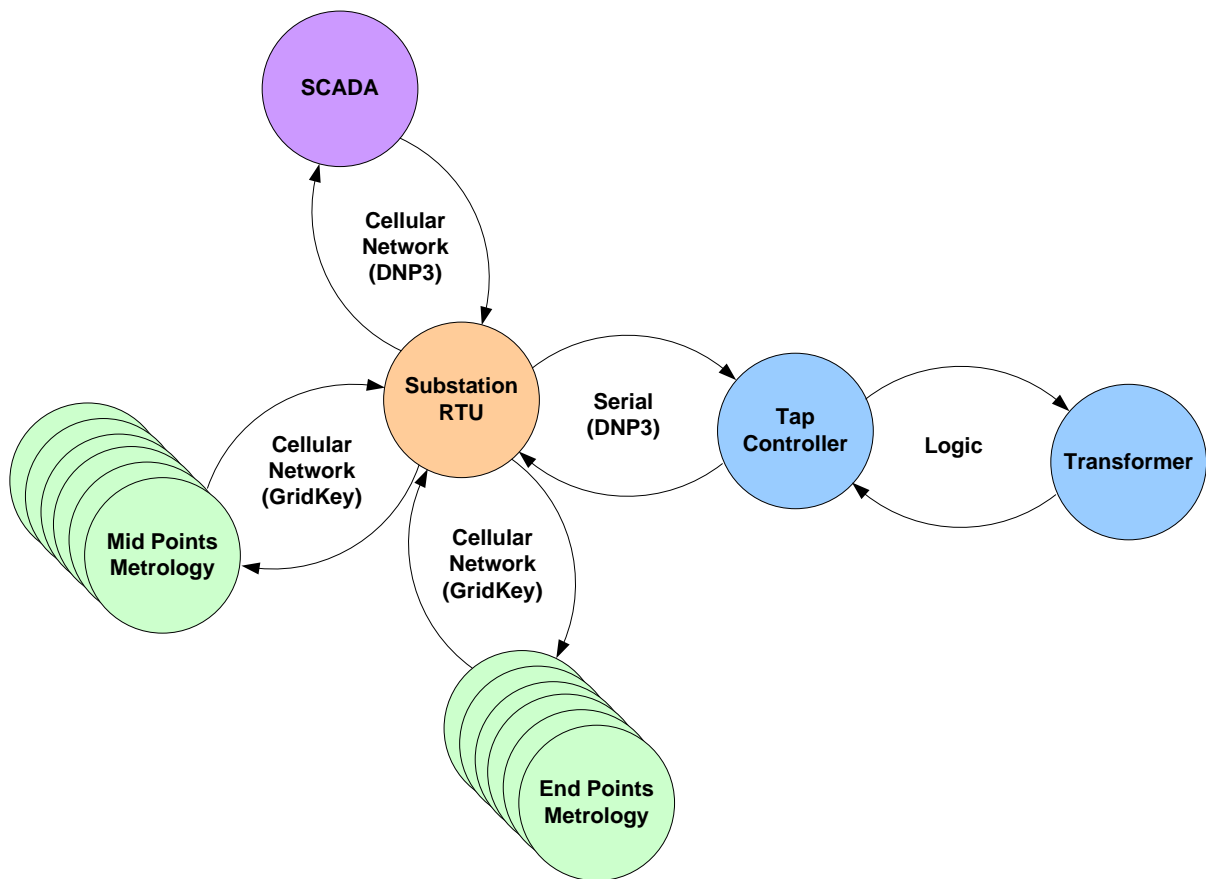 SCADA
Cellular
Network
(DNP3)
Substation
RTU
Serial
(DNP3)
Tap
Controller
Logic
Transformer
Cellular
Network
(GridKey)
Mid Points
Metrology
Cellular
Network
(GridKey)
End Points
Metrology